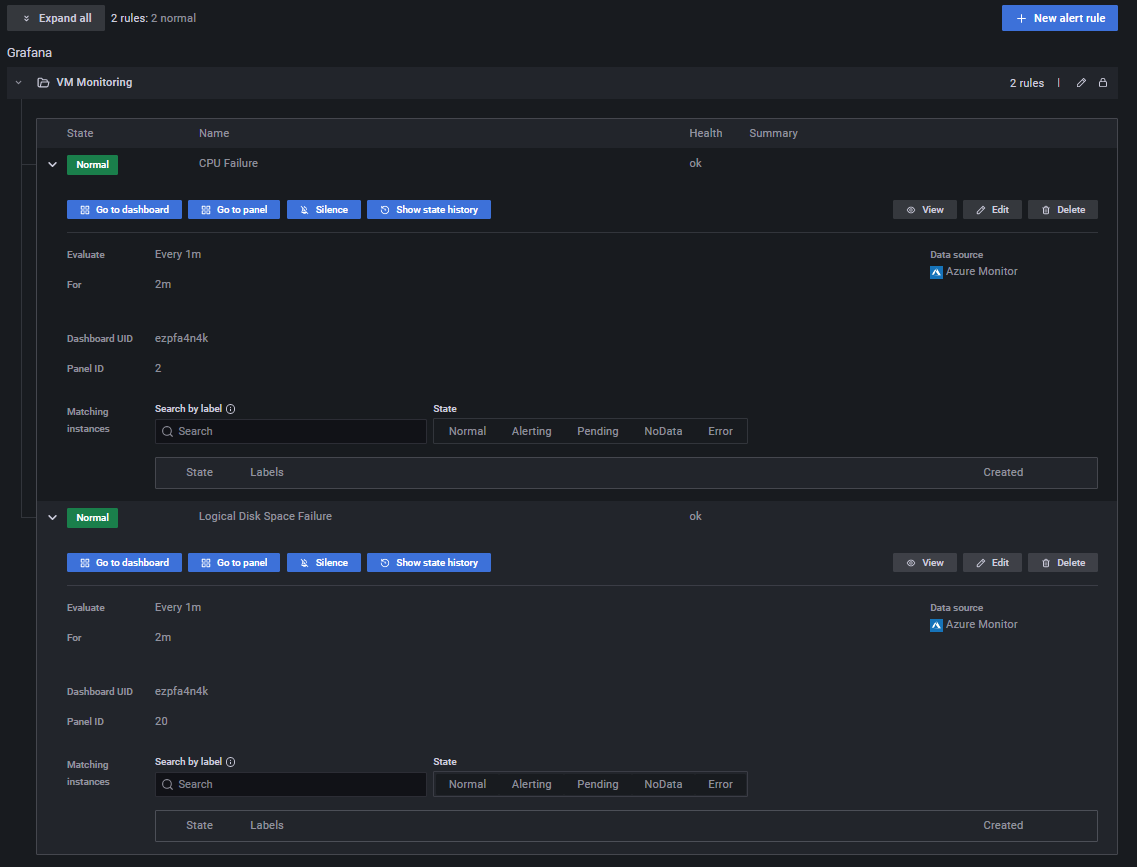 Expand all 2 rules: 2 normal New alert rule
Grafana
VM Monitoring 2 rules
State Name Health Summary
Normal CPU Failure ok
Go to dashboard Go to panel Silence Show state history View Edit Delete
Evaluate Every 1m Data source
Azure Monitor
For 2m
Dashboard UID ezpfa4n4k
Panel ID 2
Matching instances Search by label State
Search Normal Alerting Pending NoData Error
State Labels Created
Normal Logical Disk Space Failure ok
Go to dashboard Go to panel Silence Show state history View Edit Delete
Evaluate Every 1m Data source
Azure Monitor
For 2m
Dashboard UID ezpfa4n4k
Panel ID 20
Matching instances Search by label State
Search Normal Alerting Pending NoData Error
State Labels Created